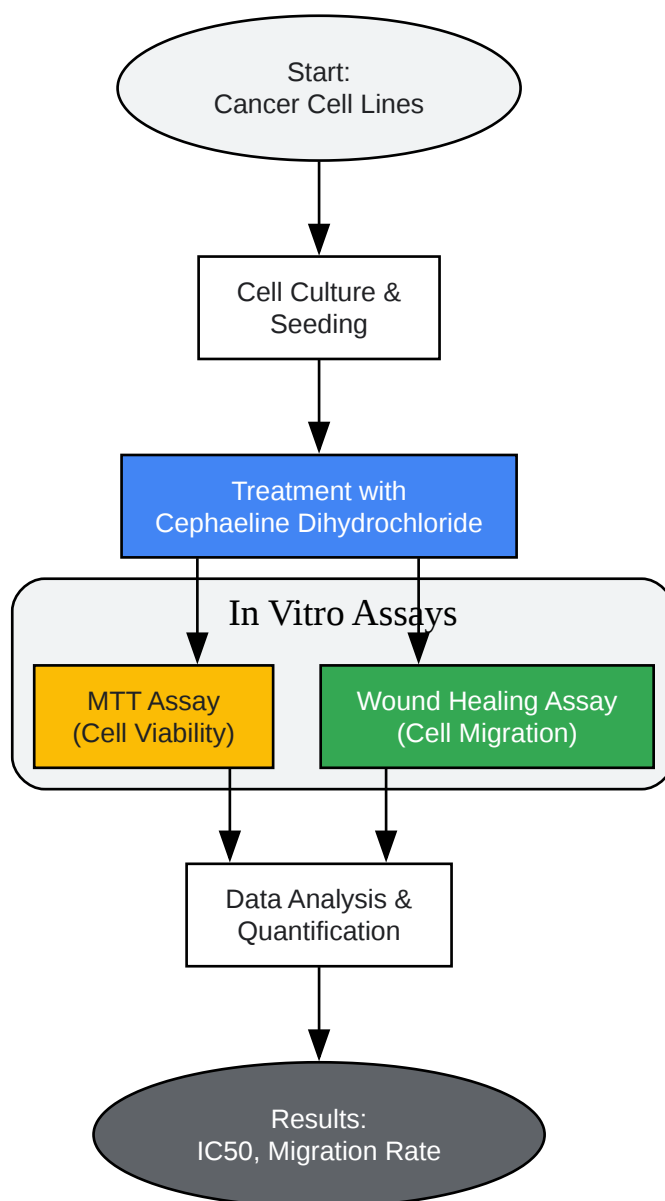 Start:
Cancer Cell Lines
Cell Culture &
Seeding
Treatment with
Cephaeline Dihydrochloride
In Vitro Assays
MTT Assay
(Cell Viability)
Wound Healing Assay
(Cell Migration)
Data Analysis &
Quantification
Results:
IC50, Migration Rate